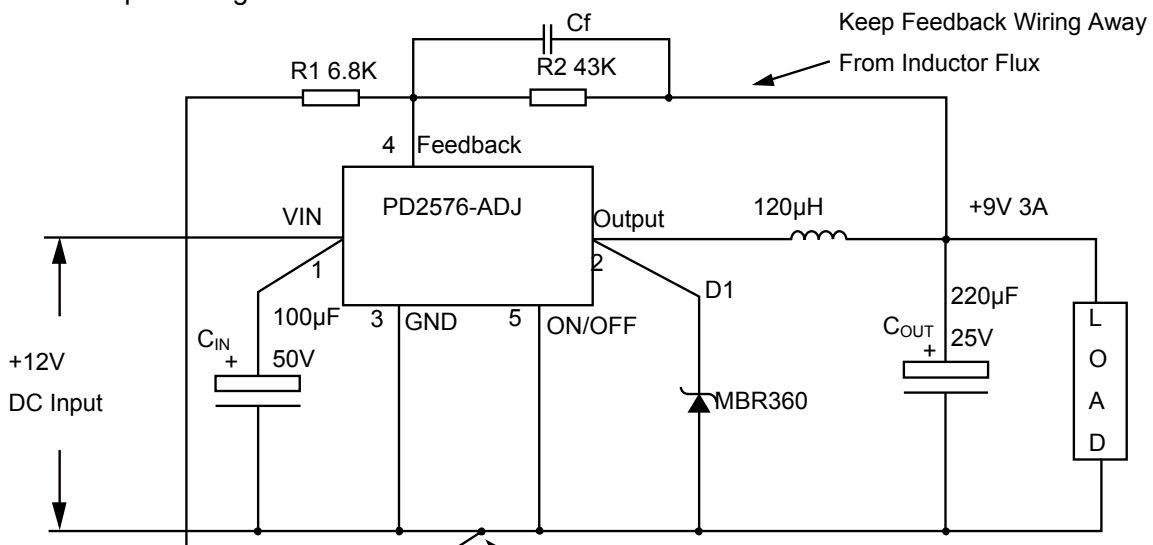 Cf
Keep Feedback Wiring Away
From Inductor Flux
R1 6.8K
R2 43K
4
Feedback
PD2576-ADJ
VIN
Output
120μH
+9V 3A
1
2
D1
100μF
3
GND
5
ON/OFF
220μF
CIN
+
50V
COUT
+
25V
+12V
DC Input
MBR360
L
O
A
D